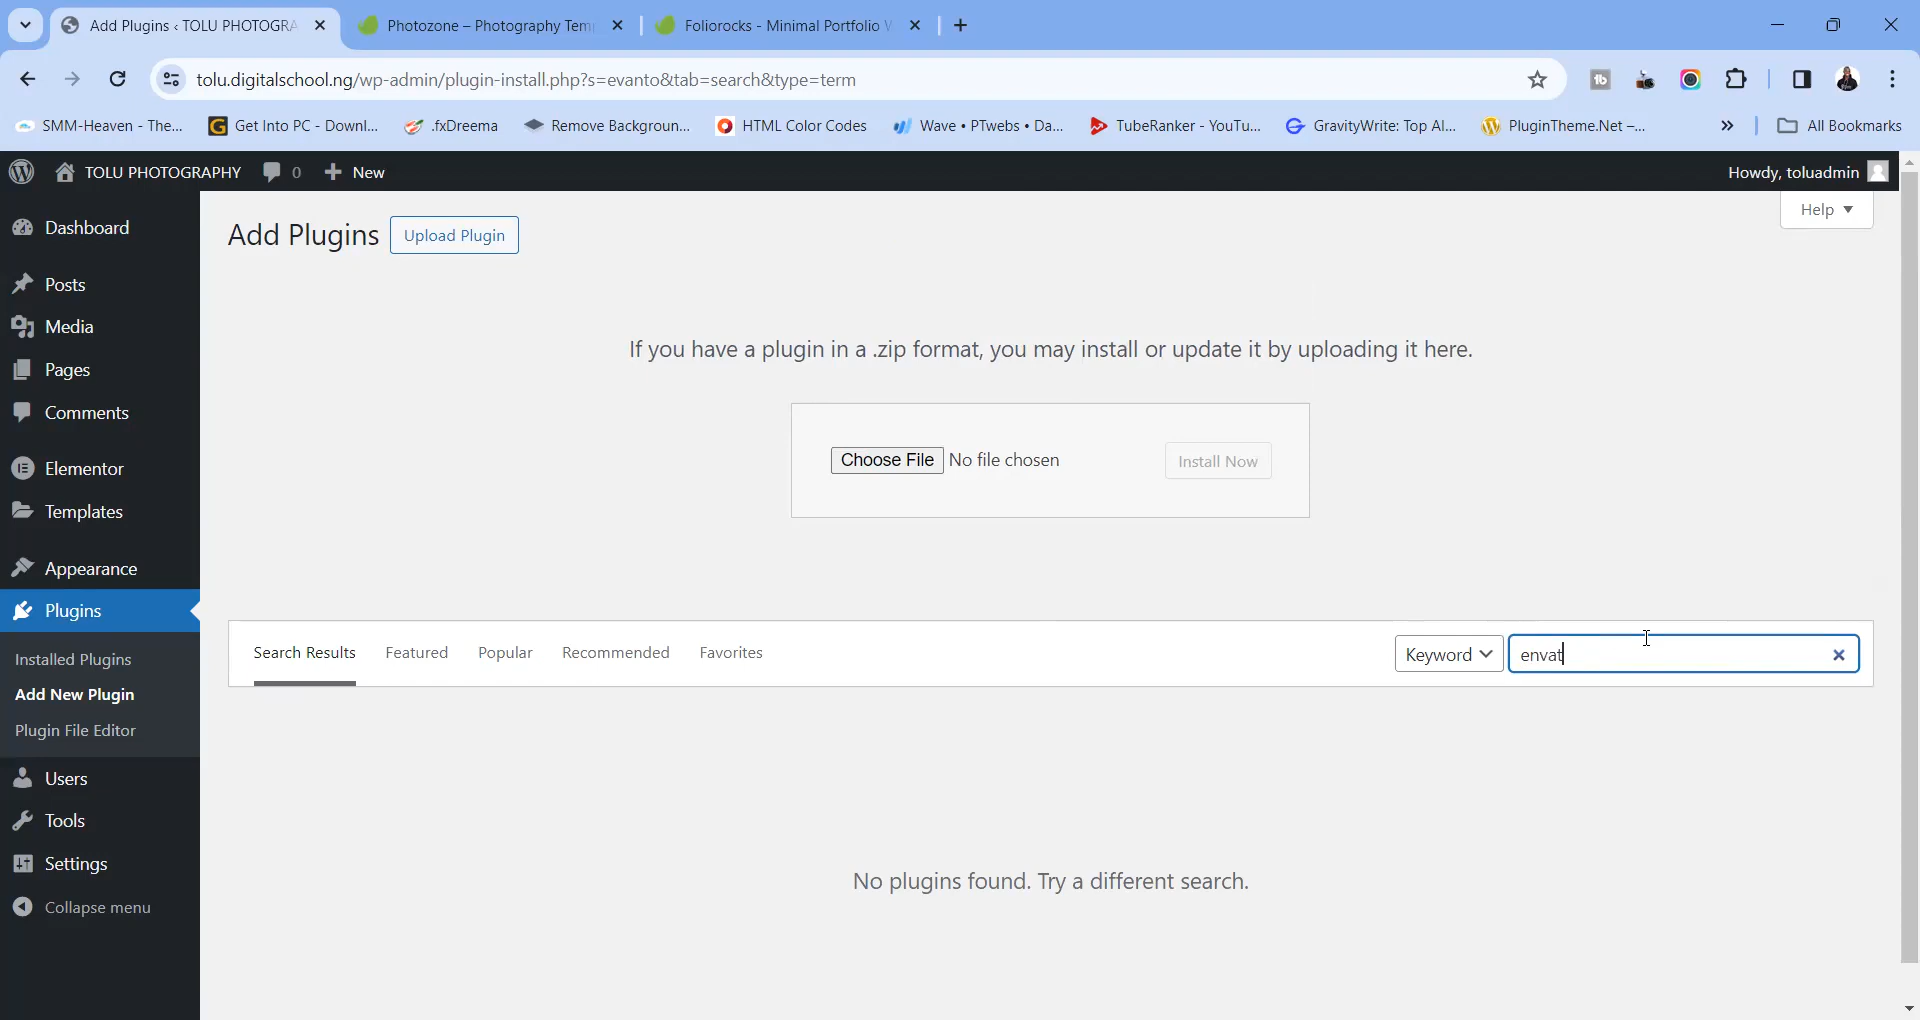 Add Plugins ‹ TOLU PHOTOGRA
Photozone – Photography Tem
Foliorocks - Minimal Portfolio
tolu.digitalschool.ng/wp-admin/plugin-install.php?s=evanto&tab=search&type=term
SMM-Heaven - The...
Get Into PC - Downl...
.fxDreema
Remove Backgroun...
HTML Color Codes
Wave • PTwebs • Da...
TubeRanker - YouTu...
GravityWrite: Top Al...
PluginTheme.Net –...
All Bookmarks
TOLU PHOTOGRAPHY
0
New
Howdy, toluadmin
Dashboard
Posts
Media
Pages
Comments
Elementor
Templates
Appearance
Plugins
Installed Plugins
Add New Plugin
Plugin File Editor
Users
Tools
Settings
Collapse menu
Help
Add Plugins
Upload Plugin
If you have a plugin in a .zip format, you may install or update it by uploading it here.
Choose File No file chosen
Install Now
Search Results
Featured
Popular
Recommended
Favorites
Keyword
envat
No plugins found. Try a different search.